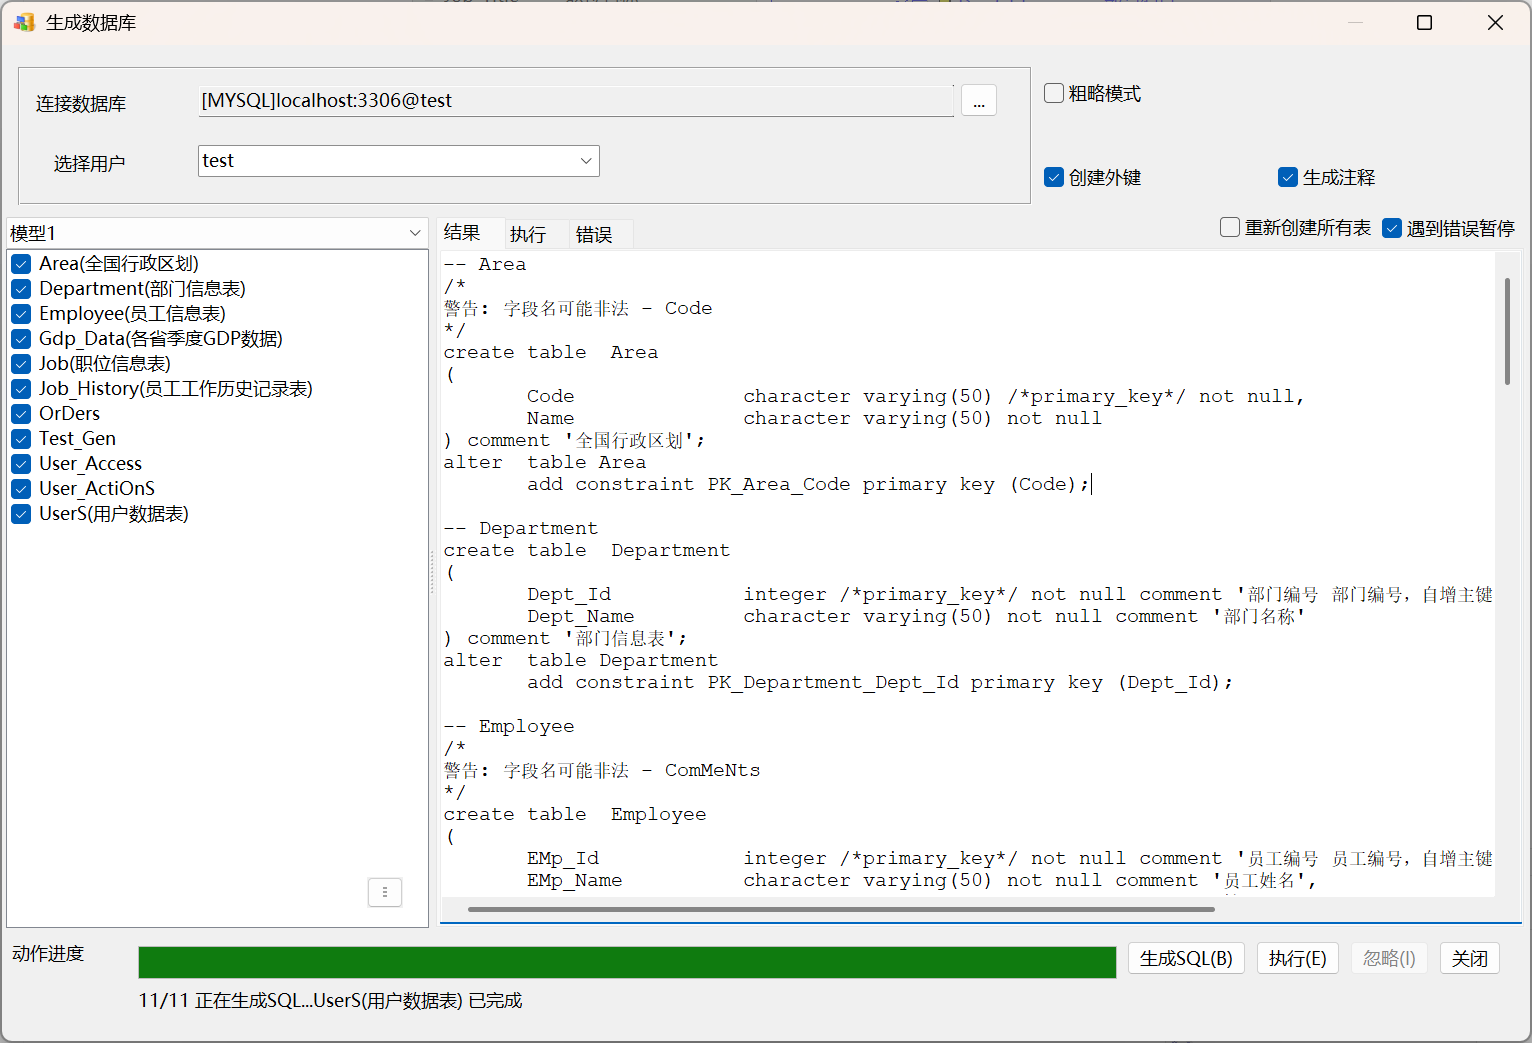 生成数据库
连接数据库
[MYSQL]localhost:3306@test
...
粗略模式
选择用户
test
创建外键
生成注释
模型1
结果
执行
错误
重新创建所有表
遇到错误暂停
Area(全国行政区划)
Department(部门信息表)
Employee(员工信息表)
Gdp_Data(各省季度GDP数据)
Job(职位信息表)
Job_History(员工工作历史记录表)
OrDers
Test_Gen
User_Access
User_ActiOnS
UserS(用户数据表)
-- Area
/*
警告: 字段名可能非法 - Code
*/
create table  Area
(
       Code              character varying(50) /*primary_key*/ not null,
       Name              character varying(50) not null
) comment '全国行政区划';
alter  table Area
       add constraint PK_Area_Code primary key (Code);
-- Department
create table  Department
(
       Dept_Id           integer /*primary_key*/ not null comment '部门编号 部门编号，自增主键
       Dept_Name         character varying(50) not null comment '部门名称'
) comment '部门信息表';
alter  table Department
       add constraint PK_Department_Dept_Id primary key (Dept_Id);
-- Employee
/*
警告: 字段名可能非法 - ComMeNts
*/
create table  Employee
(
       EMp_Id            integer /*primary_key*/ not null comment '员工编号 员工编号，自增主键
       EMp_Name          character varying(50) not null comment '员工姓名',
动作进度
生成SQL(B)
执行(E)
忽略(I)
关闭
11/11 正在生成SQL...UserS(用户数据表) 已完成